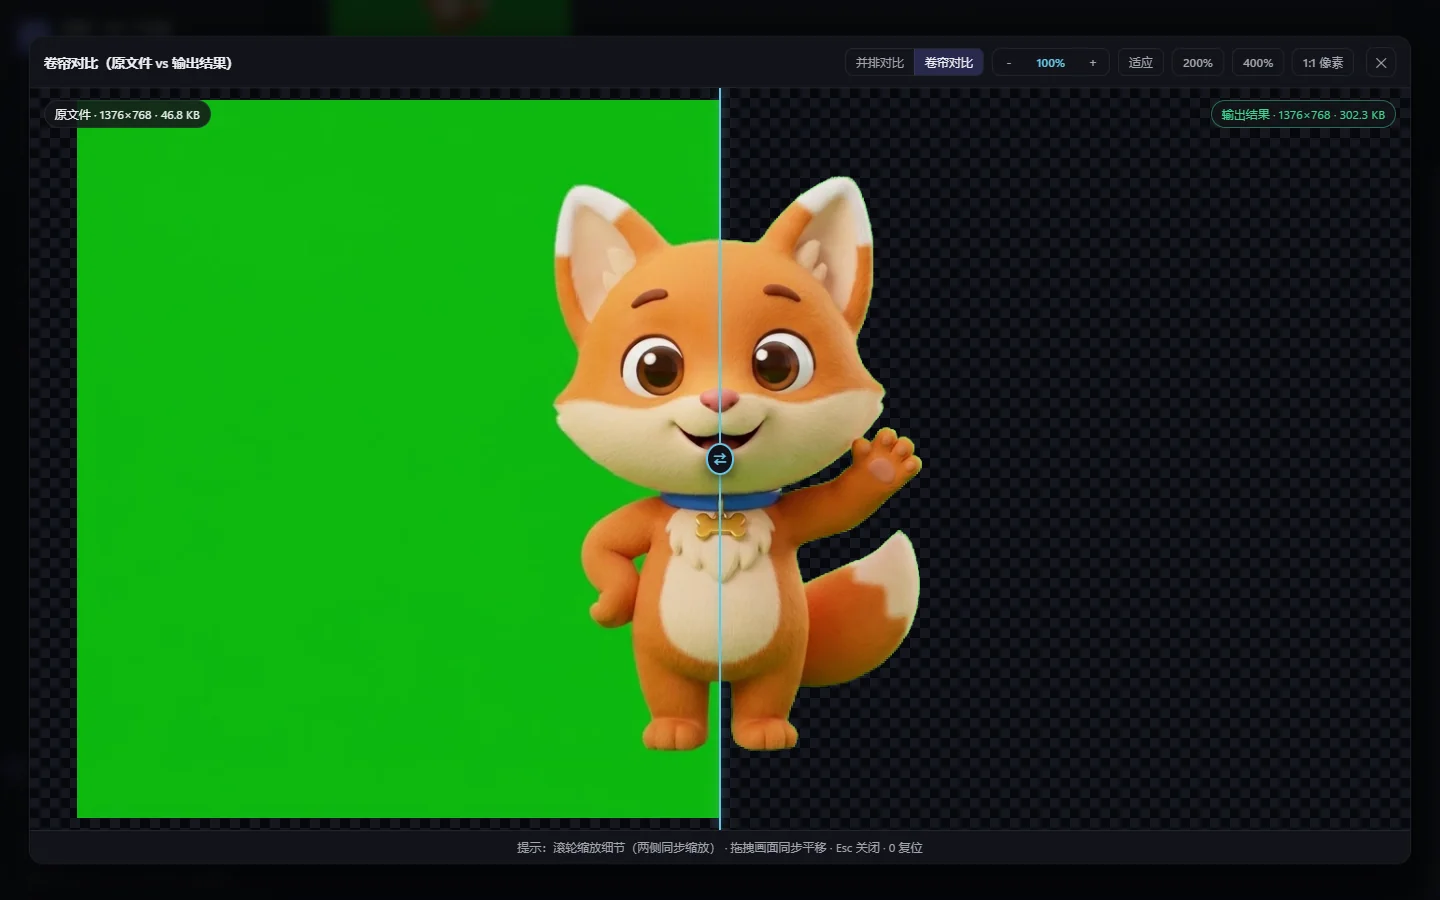 卷帘对比（原文件 vs 输出结果）
并排对比 卷帘对比 - 100% + 适应 200% 400% 1:1 像素
原文件 · 1376×768 · 46.8 KB
输出结果 · 1376×768 · 302.3 KB
提示：滚轮缩放细节（两侧同步缩放） · 拖拽画面同步平移 · Esc 关闭 · 0 复位